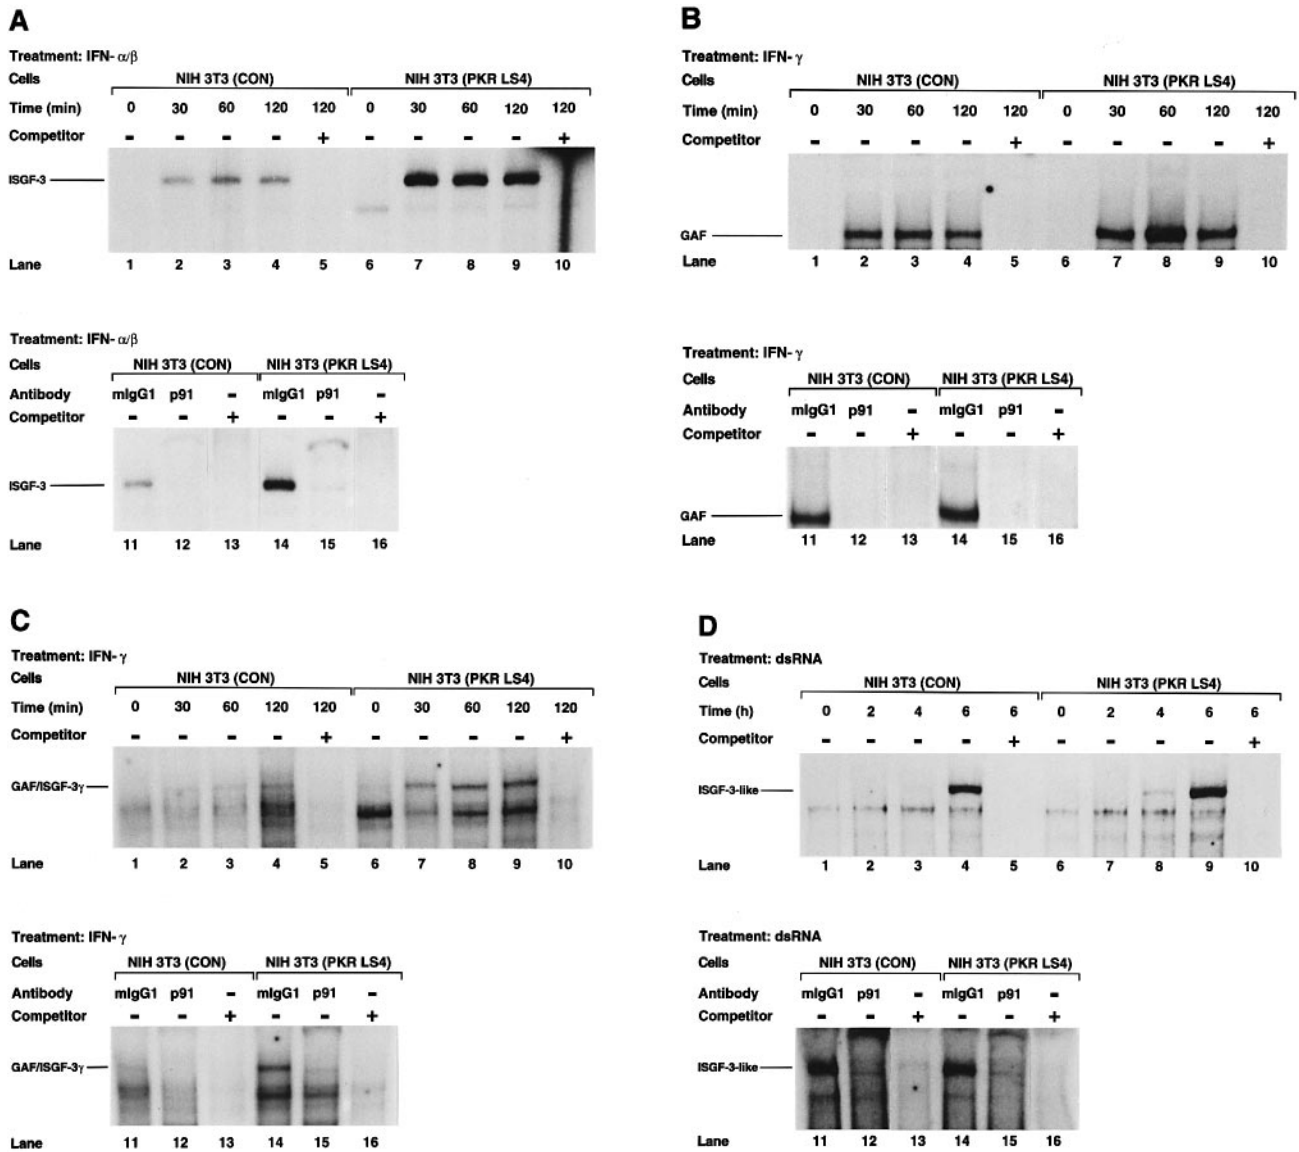 A
Treatment: IFN- α/β
Cells NIH 3T3 (CON) NIH 3T3 (PKR LS4)
Time (min) 0 30 60 120 120 0 30 60 120 120
Competitor - - - - + - - - - +
ISGF-3
Lane 1 2 3 4 5 6 7 8 9 10
Treatment: IFN- α/β
Cells NIH 3T3 (CON) NIH 3T3 (PKR LS4)
Antibody mIgG1 p91 - mIgG1 p91 -
Competitor - - + - - +
ISGF-3
Lane 11 12 13 14 15 16
B
Treatment: IFN- γ
Cells NIH 3T3 (CON) NIH 3T3 (PKR LS4)
Time (min) 0 30 60 120 120 0 30 60 120 120
Competitor - - - - + - - - - +
GAF
Lane 1 2 3 4 5 6 7 8 9 10
Treatment: IFN- γ
Cells NIH 3T3 (CON) NIH 3T3 (PKR LS4)
Antibody mIgG1 p91 - mIgG1 p91 -
Competitor - - + - - +
GAF
Lane 11 12 13 14 15 16
C
Treatment: IFN- γ
Cells NIH 3T3 (CON) NIH 3T3 (PKR LS4)
Time (min) 0 30 60 120 120 0 30 60 120 120
Competitor - - - - + - - - - +
GAF/ISGF-3γ
Lane 1 2 3 4 5 6 7 8 9 10
Treatment: IFN- γ
Cells NIH 3T3 (CON) NIH 3T3 (PKR LS4)
Antibody mIgG1 p91 - mIgG1 p91 -
Competitor - - + - - +
GAF/ISGF-3γ
Lane 11 12 13 14 15 16
D
Treatment: dsRNA
Cells NIH 3T3 (CON) NIH 3T3 (PKR LS4)
Time (h) 0 2 4 6 6 0 2 4 6 6
Competitor - - - - + - - - - +
ISGF-3-like
Lane 1 2 3 4 5 6 7 8 9 10
Treatment: dsRNA
Cells NIH 3T3 (CON) NIH 3T3 (PKR LS4)
Antibody mIgG1 p91 - mIgG1 p91 -
Competitor - - + - - +
ISGF-3-like
Lane 11 12 13 14 15 16